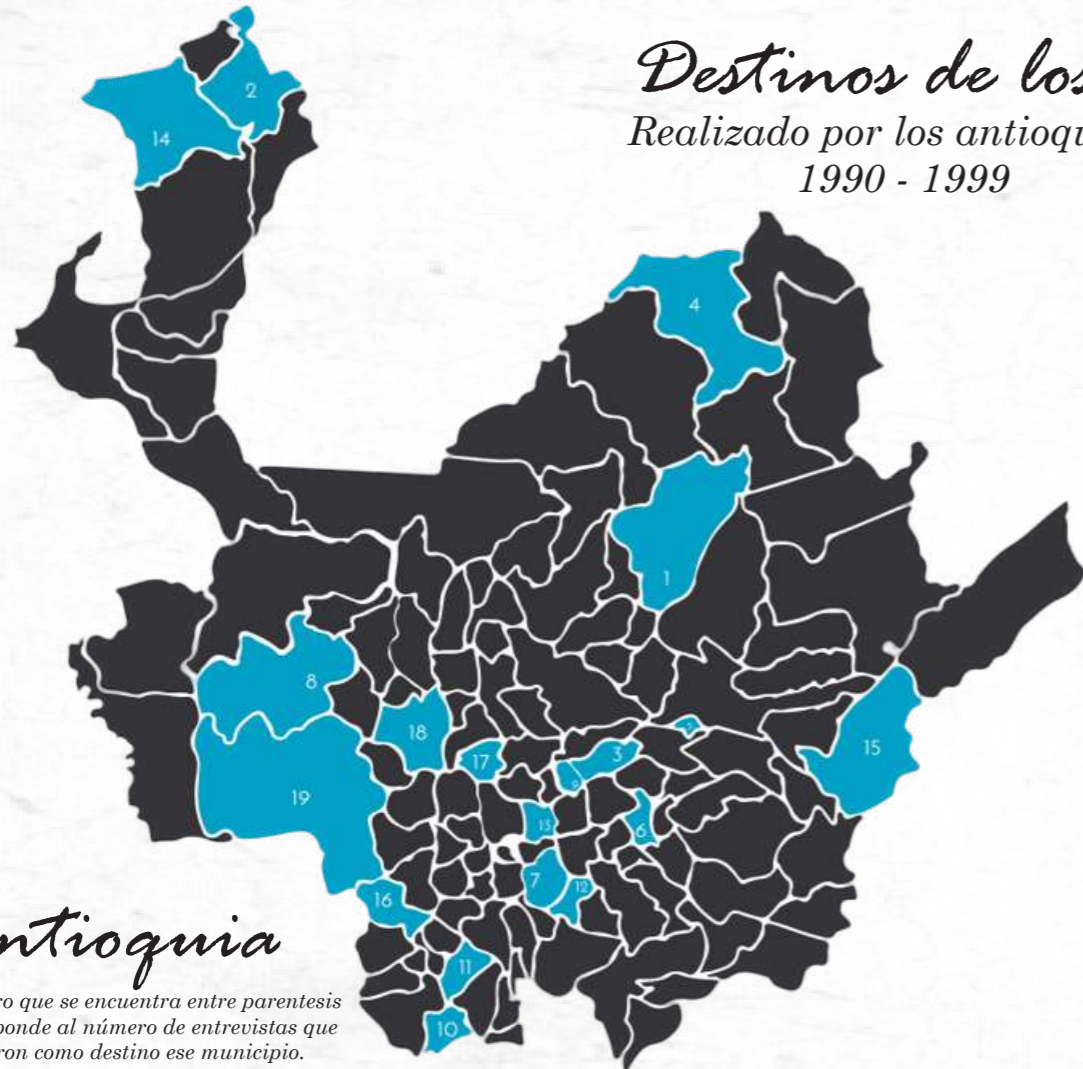 Destinos de los
Realizado por los antioqu
1990 - 1999
2
14
4
1
8
18
17
3
5
15
19
9
13
6
7
12
16
11
10
ntioquia
ro que se encuentra entre parentesis
ponde al número de entrevistas que
ron como destino ese municipio.